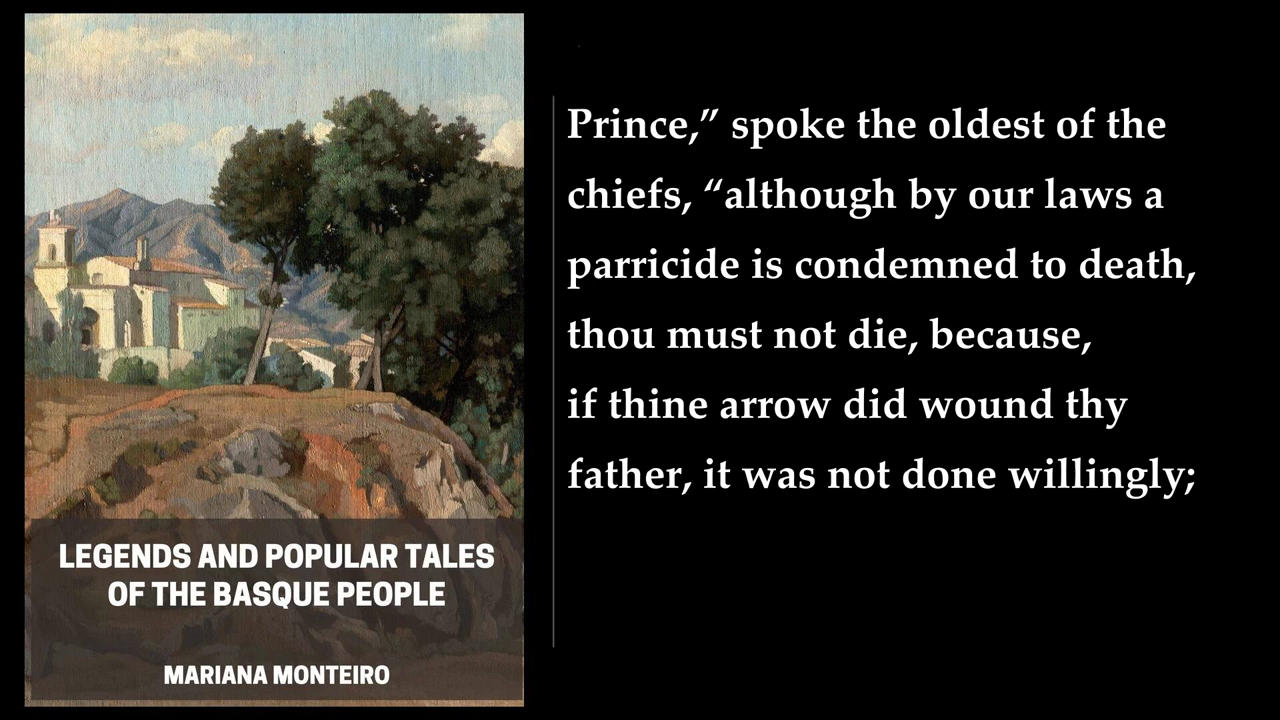 LEGENDS AND POPULAR TALES
OF THE BASQUE PEOPLE
MARIANA MONTEIRO
Prince,” spoke the oldest of the
chiefs, “although by our laws a
parricide is condemned to death,
thou must not die, because,
if thine arrow did wound thy
father, it was not done willingly;